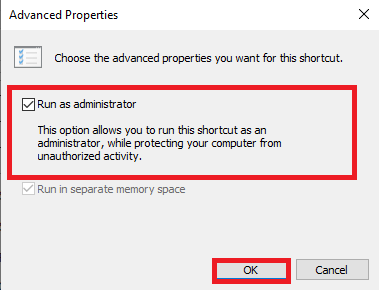 Advanced Properties
Choose the advanced properties you want for this shortcut.
Run as administrator
This option allows you to run this shortcut as an
administrator, while protecting your computer from
unauthorized activity.
Run in separate memory space
OK
Cancel